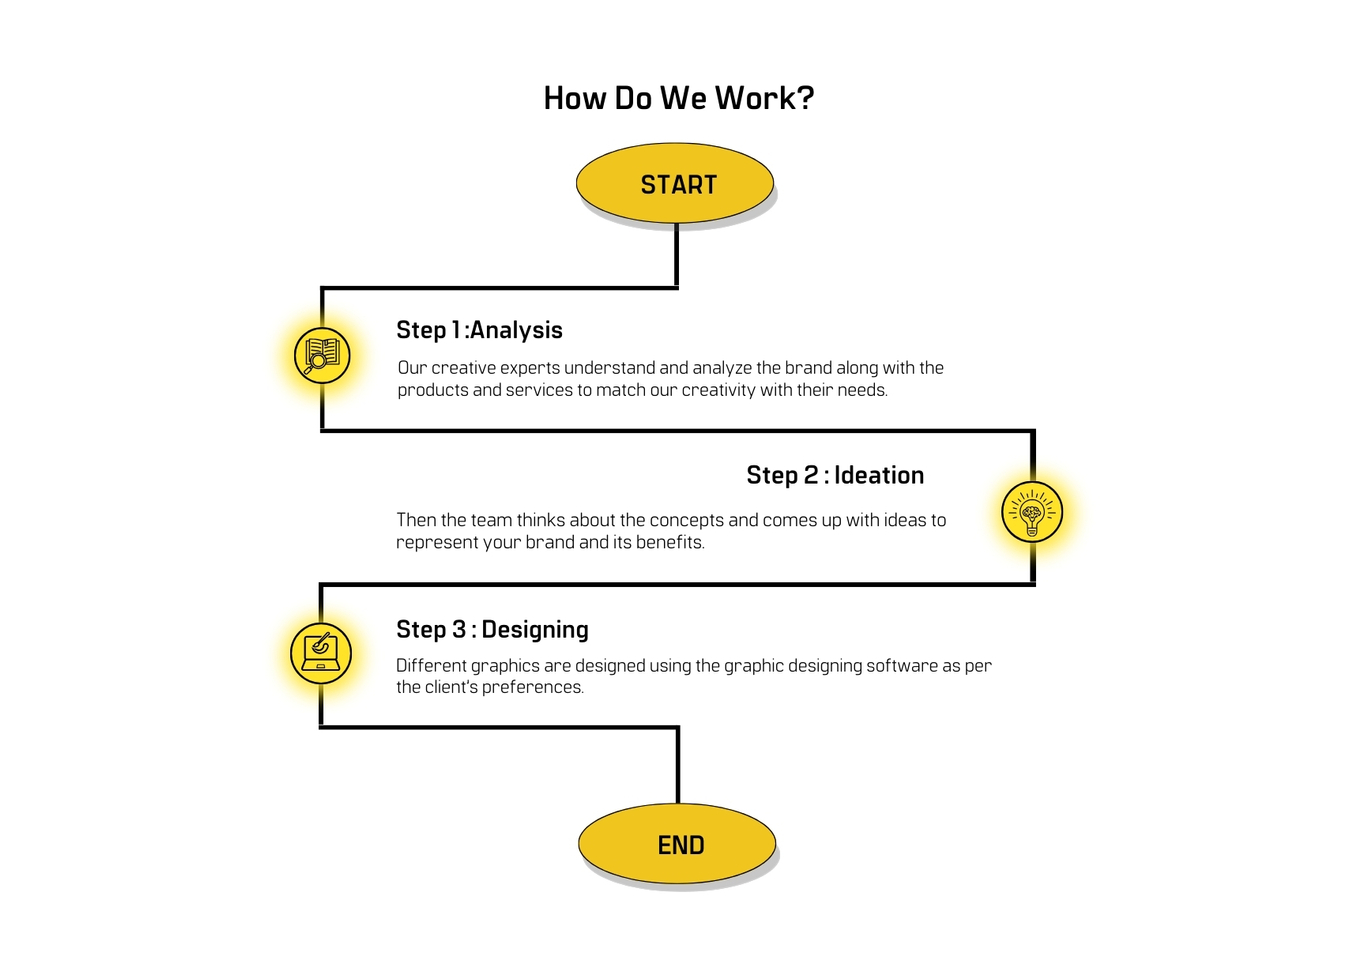 How Do We Work?
START
Step 1 :Analysis
Our creative experts understand and analyze the brand along with the
products and services to match our creativity with their needs.
Step 2 : Ideation
Then the team thinks about the concepts and comes up with ideas to
represent your brand and its benefits.
Step 3 : Designing
Different graphics are designed using the graphic designing software as per
the client's preferences.
END